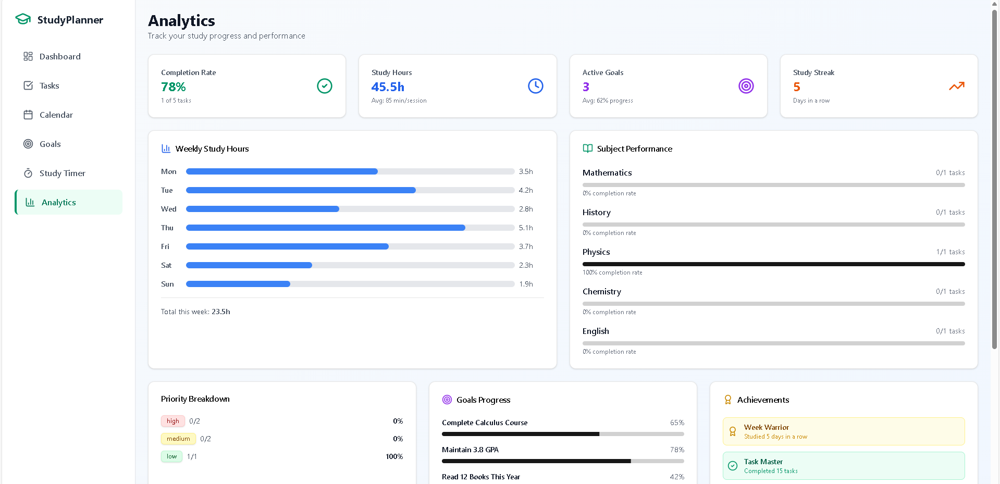 StudyPlanner
Dashboard
Tasks
Calendar
Goals
Study Timer
Analytics
Analytics
Track your study progress and performance
Completion Rate
78%
1 of 5 tasks
Study Hours
45.5h
Avg: 85 min/session
Active Goals
3
Avg: 62% progress
Study Streak
5
Days in a row
Weekly Study Hours
Mon 3.5h
Tue 4.2h
Wed 2.8h
Thu 5.1h
Fri 3.7h
Sat 2.3h
Sun 1.9h
Total this week: 23.5h
Subject Performance
Mathematics 0/1 tasks
0% completion rate
History 0/1 tasks
0% completion rate
Physics 1/1 tasks
100% completion rate
Chemistry 0/1 tasks
0% completion rate
English 0/1 tasks
0% completion rate
Priority Breakdown
high 0/2 0%
medium 0/2 0%
low 1/1 100%
Goals Progress
Complete Calculus Course 65%
Maintain 3.8 GPA 78%
Read 12 Books This Year 42%
Achievements
Week Warrior
Studied 5 days in a row
Task Master
Completed 15 tasks